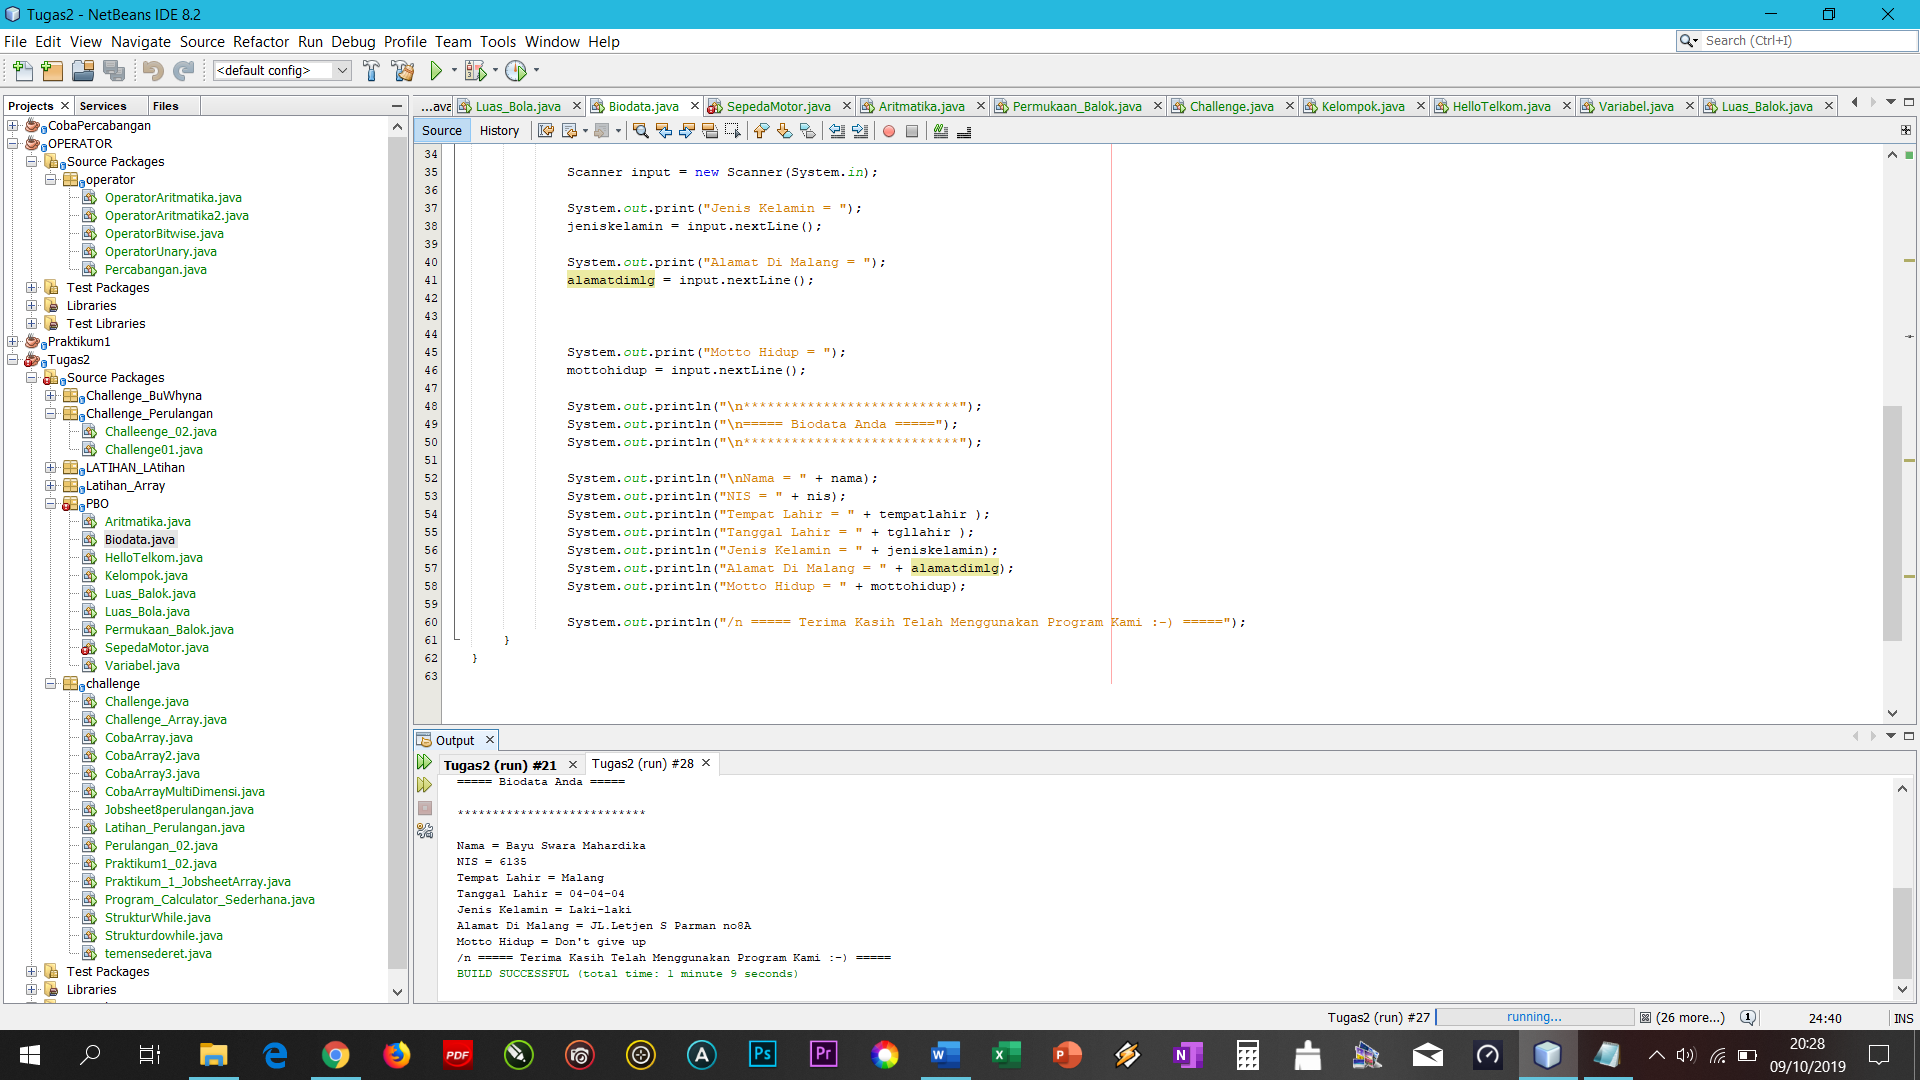 Tugas2 - NetBeans IDE 8.2
File Edit View Navigate Source Refactor Run Debug Profile Team Tools Window Help
Search (Ctrl+I)
<default config>
Projects Services Files
CobaPercabangan
OPERATOR
Source Packages
operator
OperatorAritmatika.java
OperatorAritmatika2.java
OperatorBitwise.java
OperatorUnary.java
Percabangan.java
Test Packages
Libraries
Test Libraries
Praktikum1
Tugas2
Source Packages
Challenge_BuWhyna
Challenge_Perulangan
Challeenge_02.java
Challenge01.java
LATIHAN_LAtihan
Latihan_Array
PBO
Aritmatika.java
Biodata.java
HelloTelkom.java
Kelompok.java
Luas_Balok.java
Luas_Bola.java
Permukaan_Balok.java
SepedaMotor.java
Variabel.java
challenge
Challenge.java
Challenge_Array.java
CobaArray.java
CobaArray2.java
CobaArray3.java
CobaArrayMultiDimensi.java
Jobsheet8perulangan.java
Latihan_Perulangan.java
Perulangan_02.java
Praktikum1_02.java
Praktikum_1_JobsheetArray.java
Program_Calculator_Sederhana.java
StrukturWhile.java
Strukturdowhile.java
temensederet.java
Test Packages
Libraries
...ava Luas_Bola.java Biodata.java SepedaMotor.java Aritmatika.java Permukaan_Balok.java Challenge.java Kelompok.java HelloTelkom.java Variabel.java Luas_Balok.java
Source History
34
35 Scanner input = new Scanner(System.in);
36
37 System.out.print("Jenis Kelamin = ");
38 jeniskelamin = input.nextLine();
39
40 System.out.print("Alamat Di Malang = ");
41 alamatdimlg = input.nextLine();
42
43
44
45 System.out.print("Motto Hidup = ");
46 mottohidup = input.nextLine();
47
48 System.out.println("\n***************************");
49 System.out.println("\n===== Biodata Anda =====");
50 System.out.println("\n***************************");
51
52 System.out.println("\nNama = " + nama);
53 System.out.println("NIS = " + nis);
54 System.out.println("Tempat Lahir = " + tempatlahir );
55 System.out.println("Tanggal Lahir = " + tgllahir );
56 System.out.println("Jenis Kelamin = " + jeniskelamin);
57 System.out.println("Alamat Di Malang = " + alamatdimlg);
58 System.out.println("Motto Hidup = " + mottohidup);
59
60 System.out.println("/n ===== Terima Kasih Telah Menggunakan Program Kami :-) =====");
61 }
62 }
63
Output
Tugas2 (run) #21 Tugas2 (run) #28
===== Biodata Anda =====
***************************
Nama = Bayu Swara Mahardika
NIS = 6135
Tempat Lahir = Malang
Tanggal Lahir = 04-04-04
Jenis Kelamin = Laki-laki
Alamat Di Malang = JL.Letjen S Parman no8A
Motto Hidup = Don't give up
/n ===== Terima Kasih Telah Menggunakan Program Kami :-) =====
BUILD SUCCESSFUL (total time: 1 minute 9 seconds)
Tugas2 (run) #27 running... (26 more...) 24:40 INS
20:28
09/10/2019